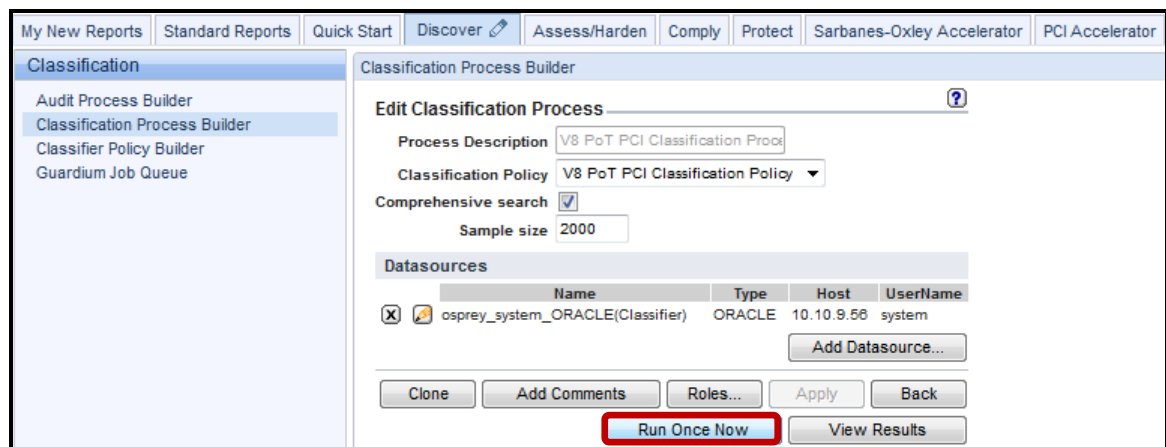 My New Reports Standard Reports Quick Start Discover Assess/Harden Comply Protect Sarbanes-Oxley Accelerator PCI Accelerator
Classification
Audit Process Builder
Classification Process Builder
Classifier Policy Builder
Guardium Job Queue
Classification Process Builder
?
Edit Classification Process
Process Description V8 PoT PCI Classification Proce
Classification Policy V8 PoT PCI Classification Policy
Comprehensive search
Sample size 2000
Datasources
Name Type Host UserName
X osprey_system_ORACLE(Classifier) ORACLE 10.10.9.56 system
Add Datasource...
Clone Add Comments Roles... Apply Back
Run Once Now View Results